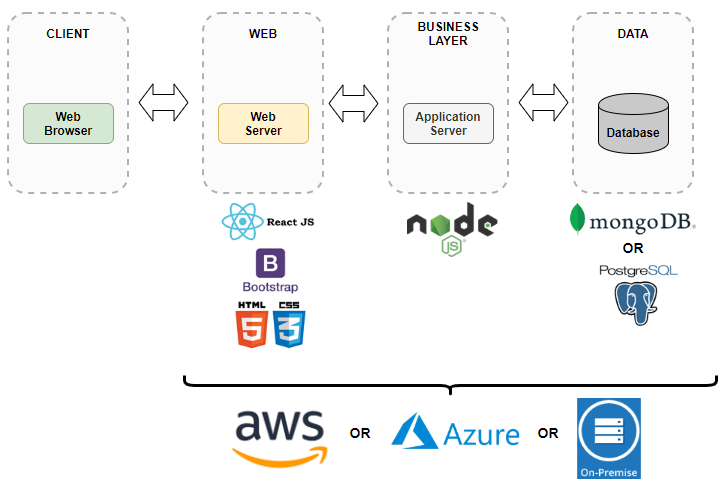 CLIENT
WEB
BUSINESS
LAYER
DATA
Web
Browser
Web
Server
Application
Server
Database
React JS
B
Bootstrap
HTML
5
CSS
3
node
JS
mongoDB
OR
PostgreSQL
aws
OR
Azure
OR
On-Premise